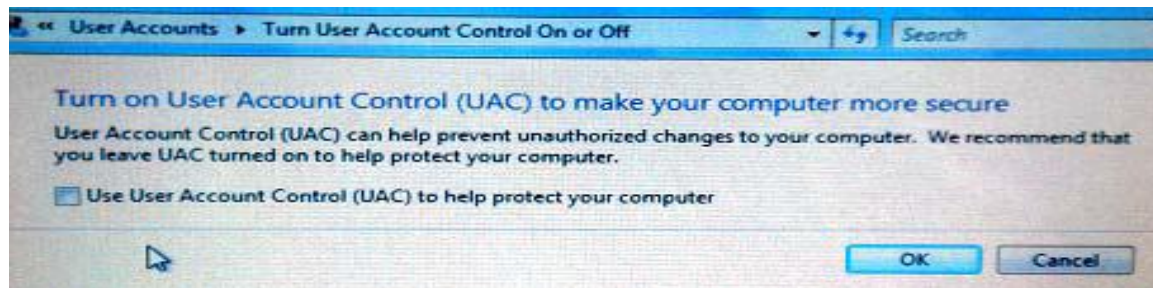 « User Accounts ▸ Turn User Account Control On or Off Search
Turn on User Account Control (UAC) to make your computer more secure
User Account Control (UAC) can help prevent unauthorized changes to your computer. We recommend that
you leave UAC turned on to help protect your computer.
Use User Account Control (UAC) to help protect your computer
OK Cancel